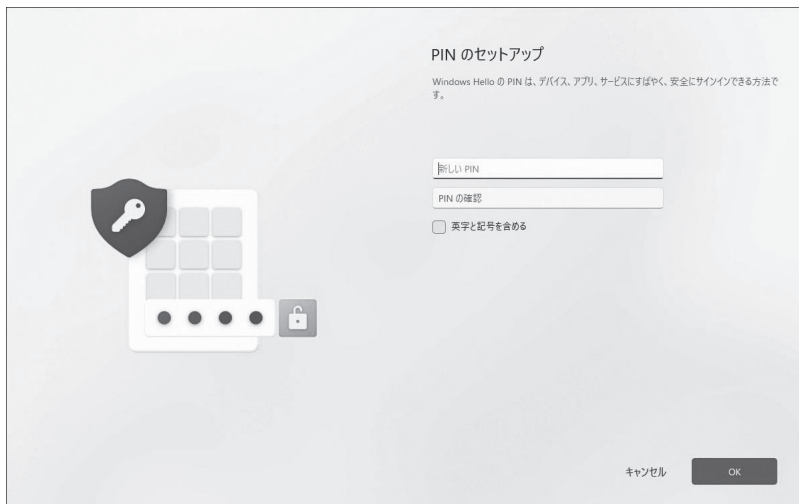 PIN のセットアップ
Windows Hello の PIN は、デバイス、アプリ、サービスにすばやく、安全にサインインできる方法で
す。
新しい PIN
PIN の確認
英字と記号を含める
キャンセル
OK